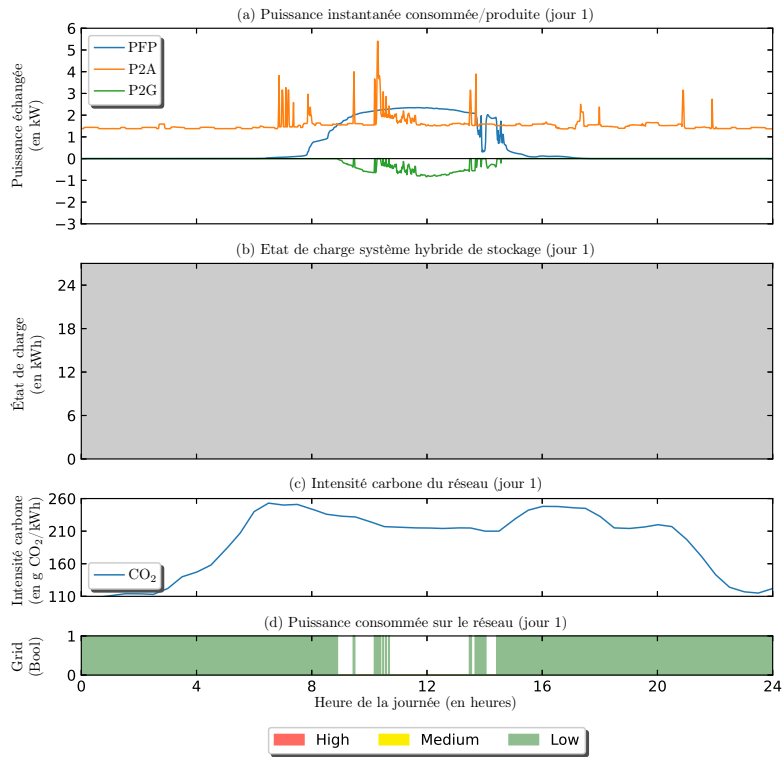 (a) Puissance instantanée consommée/produite (jour 1)
6
5
4
3
2
1
0
−1
−2
−3
Puissance échangée
(en kW)
PFP
P2A
P2G
(b) Etat de charge système hybride de stockage (jour 1)
24
18
12
6
0
État de charge
(en kWh)
(c) Intensité carbone du réseau (jour 1)
260
210
160
110
Intensité carbone
(en g CO₂/kWh)
CO₂
(d) Puissance consommée sur le réseau (jour 1)
1
0
Grid
(Bool)
0 4 8 12 16 20 24
Heure de la journée (en heures)
High Medium Low